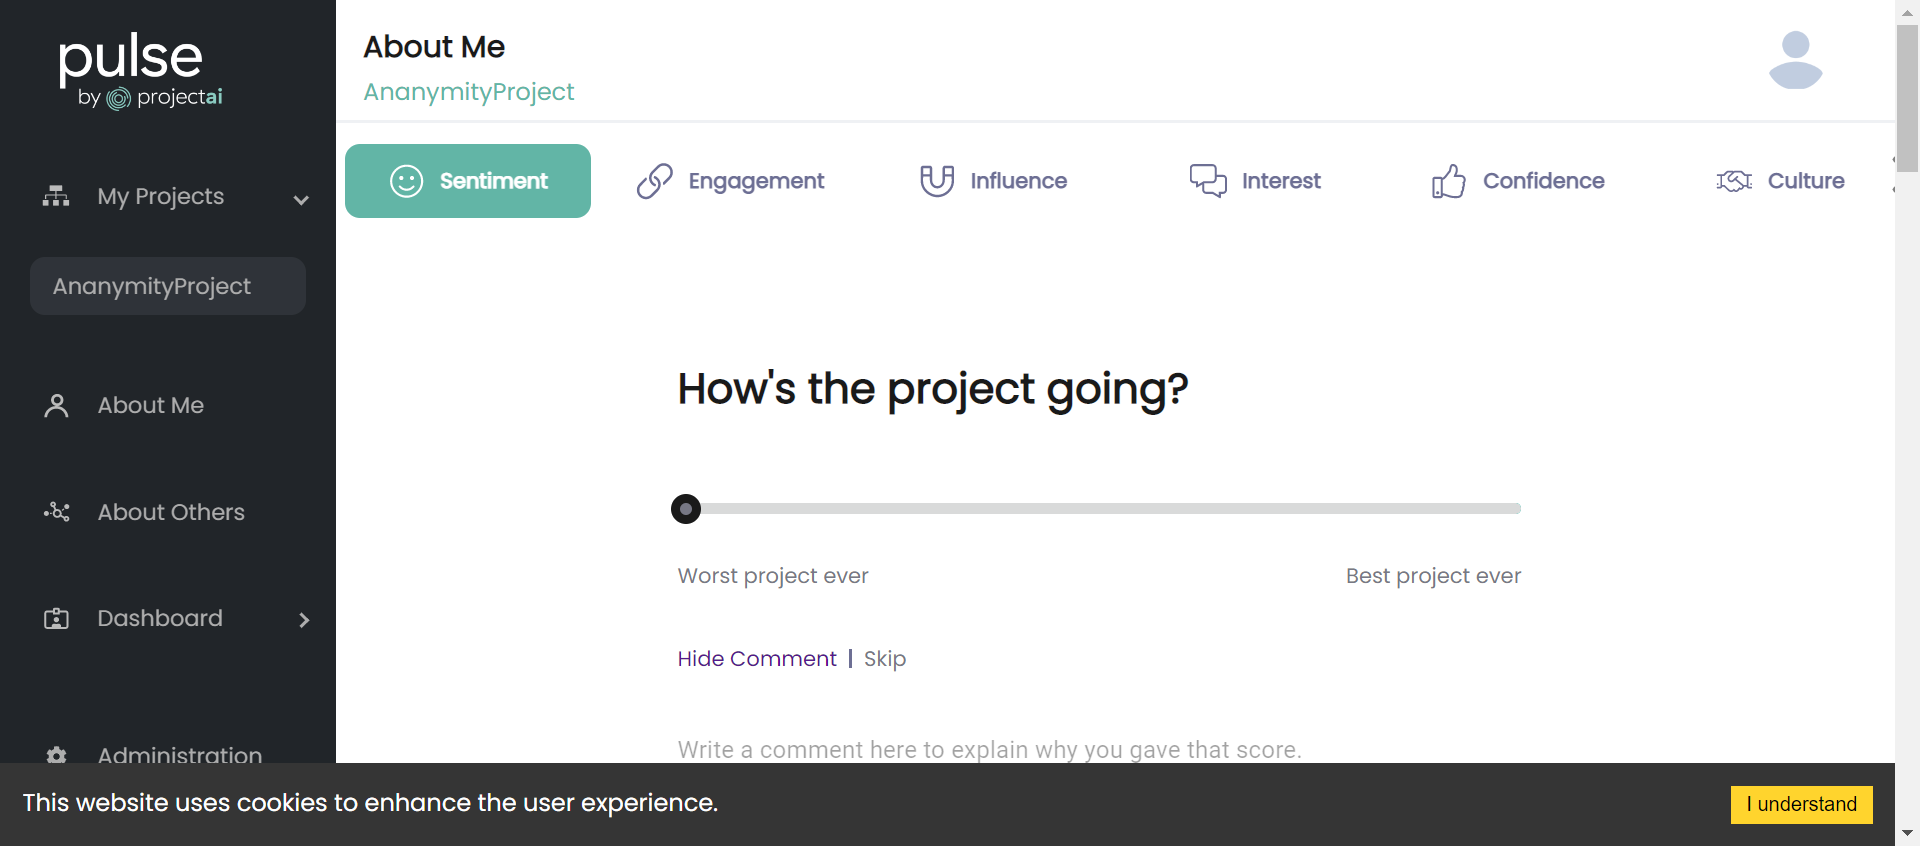 pulse
by projectai
My Projects
AnanymityProject
About Me
About Others
Dashboard
Administration
About Me
AnanymityProject
Sentiment
Engagement
Influence
Interest
Confidence
Culture
How's the project going?
Worst project ever
Best project ever
Hide Comment | Skip
Write a comment here to explain why you gave that score.
This website uses cookies to enhance the user experience.
I understand